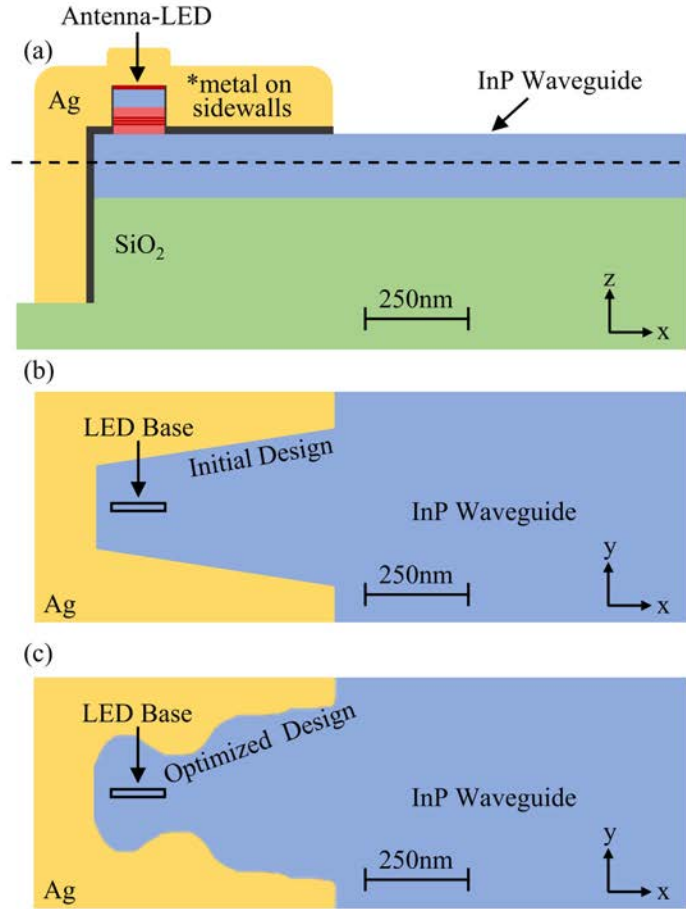 Antenna-LED
(a)
Ag
*metal on
sidewalls
InP Waveguide
SiO₂
250nm
z
x
(b)
LED Base
Initial Design
InP Waveguide
250nm
y
x
Ag
(c)
LED Base
Optimized Design
InP Waveguide
250nm
y
x
Ag